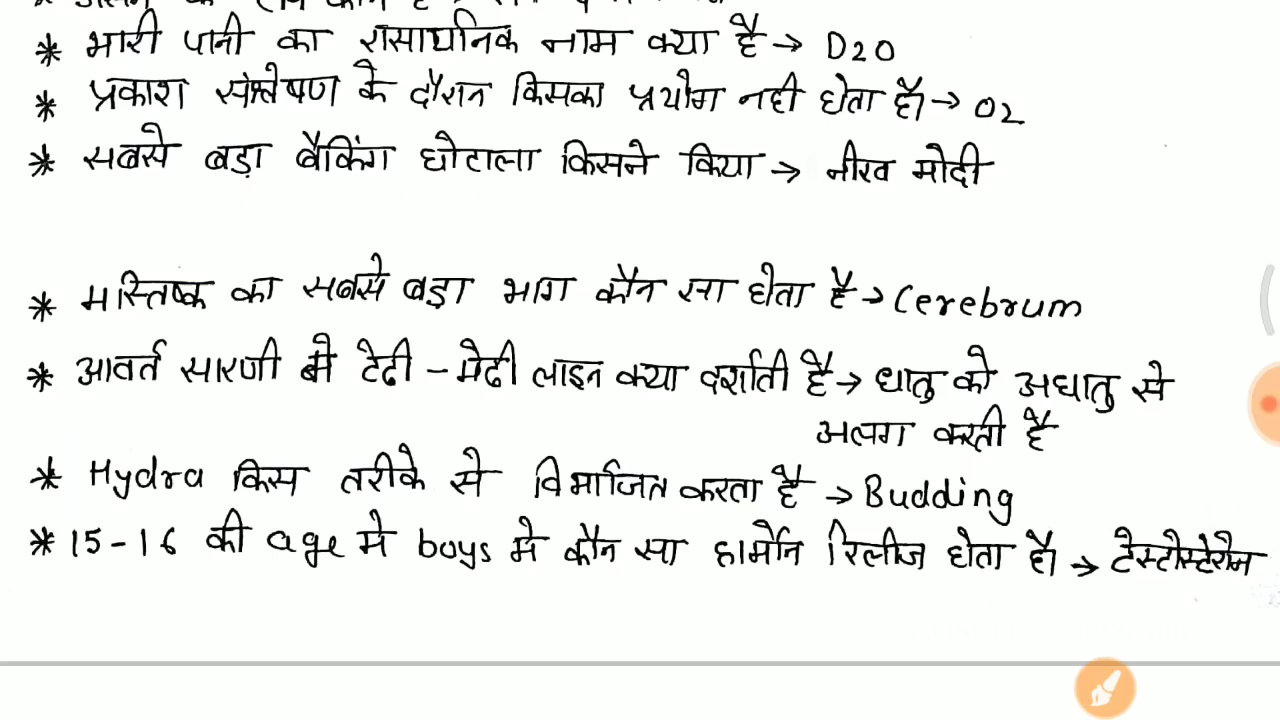 * भारी पानी का रासायनिक नाम क्या है → D2O
* प्रकाश संश्लेषण के दौरान किसका प्रयोग नही होता है। → O2
* सबसे बड़ा बैंकिंग घोटाला किसने किया → नीरव मोदी
* मस्तिष्क का सबसे बड़ा भाग कौन सा होता है → Cerebrum
* आवर्त सारणी मे टेढी - मेढी लाइन क्या दर्शाती है → धातु को अधातु से
अलग करती है
* Hydra किस तरीके से विभाजित करता है → Budding
* 15 - 16 की age मे boys मे कौन सा हार्मोन रिलीज होता है। → टेस्टोस्टेरोन